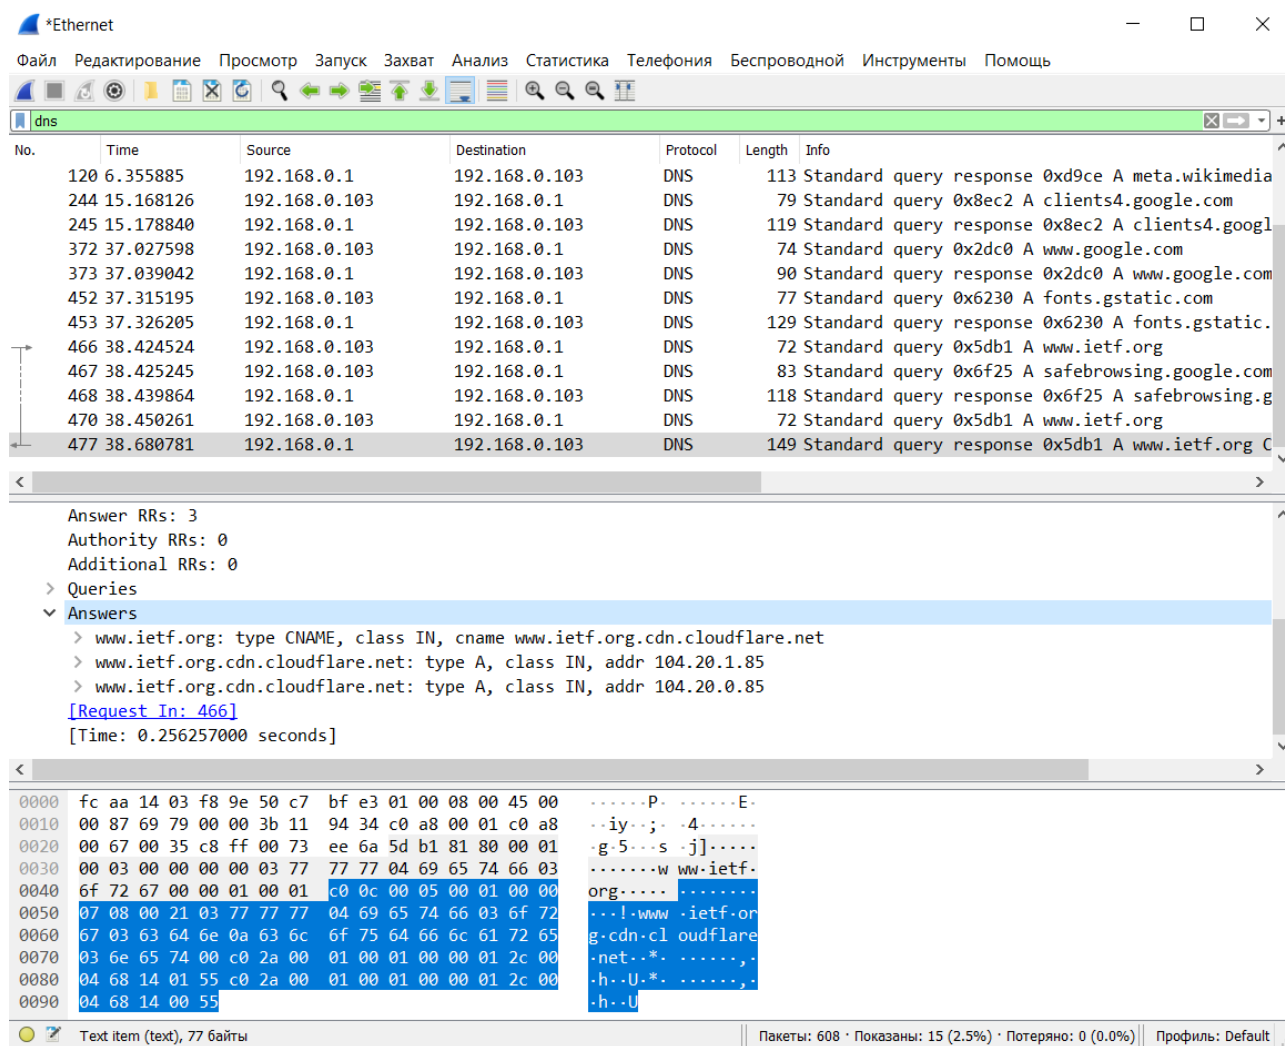 *Ethernet
Файл Редактирование Просмотр Запуск Захват Анализ Статистика Телефония Беспроводной Инструменты Помощь
dns
No. Time Source Destination Protocol Length Info
120 6.355885 192.168.0.1 192.168.0.103 DNS 113 Standard query response 0xd9ce A meta.wikimedia
244 15.168126 192.168.0.103 192.168.0.1 DNS 79 Standard query 0x8ec2 A clients4.google.com
245 15.178840 192.168.0.1 192.168.0.103 DNS 119 Standard query response 0x8ec2 A clients4.googl
372 37.027598 192.168.0.103 192.168.0.1 DNS 74 Standard query 0x2dc0 A www.google.com
373 37.039042 192.168.0.1 192.168.0.103 DNS 90 Standard query response 0x2dc0 A www.google.com
452 37.315195 192.168.0.103 192.168.0.1 DNS 77 Standard query 0x6230 A fonts.gstatic.com
453 37.326205 192.168.0.1 192.168.0.103 DNS 129 Standard query response 0x6230 A fonts.gstatic.
466 38.424524 192.168.0.103 192.168.0.1 DNS 72 Standard query 0x5db1 A www.ietf.org
467 38.425245 192.168.0.103 192.168.0.1 DNS 83 Standard query 0x6f25 A safebrowsing.google.com
468 38.439864 192.168.0.1 192.168.0.103 DNS 118 Standard query response 0x6f25 A safebrowsing.g
470 38.450261 192.168.0.103 192.168.0.1 DNS 72 Standard query 0x5db1 A www.ietf.org
477 38.680781 192.168.0.1 192.168.0.103 DNS 149 Standard query response 0x5db1 A www.ietf.org C
Answer RRs: 3
Authority RRs: 0
Additional RRs: 0
Queries
Answers
www.ietf.org: type CNAME, class IN, cname www.ietf.org.cdn.cloudflare.net
www.ietf.org.cdn.cloudflare.net: type A, class IN, addr 104.20.1.85
www.ietf.org.cdn.cloudflare.net: type A, class IN, addr 104.20.0.85
[Request In: 466]
[Time: 0.256257000 seconds]
0000 fc aa 14 03 f8 9e 50 c7 bf e3 01 00 08 00 45 00 ······P· ······E·
0010 00 87 69 79 00 00 3b 11 94 34 c0 a8 00 01 c0 a8 ··iy··;· ·4······
0020 00 67 00 35 c8 ff 00 73 ee 6a 5d b1 81 80 00 01 ·g·5···s ·j]·····
0030 00 03 00 00 00 00 03 77 77 77 04 69 65 74 66 03 ·······w ww·ietf·
0040 6f 72 67 00 00 01 00 01 c0 0c 00 05 00 01 00 00 org····· ········
0050 07 08 00 21 03 77 77 77 04 69 65 74 66 03 6f 72 ···!·www ·ietf·or
0060 67 03 63 64 6e 0a 63 6c 6f 75 64 66 6c 61 72 65 g·cdn·cl oudflare
0070 03 6e 65 74 00 c0 2a 00 01 00 01 00 00 01 2c 00 ·net··*· ······,·
0080 04 68 14 01 55 c0 2a 00 01 00 01 00 00 01 2c 00 ·h··U·*· ······,·
0090 04 68 14 00 55 ·h··U
Text item (text), 77 байты Пакеты: 608 · Показаны: 15 (2.5%) · Потеряно: 0 (0.0%) Профиль: Default